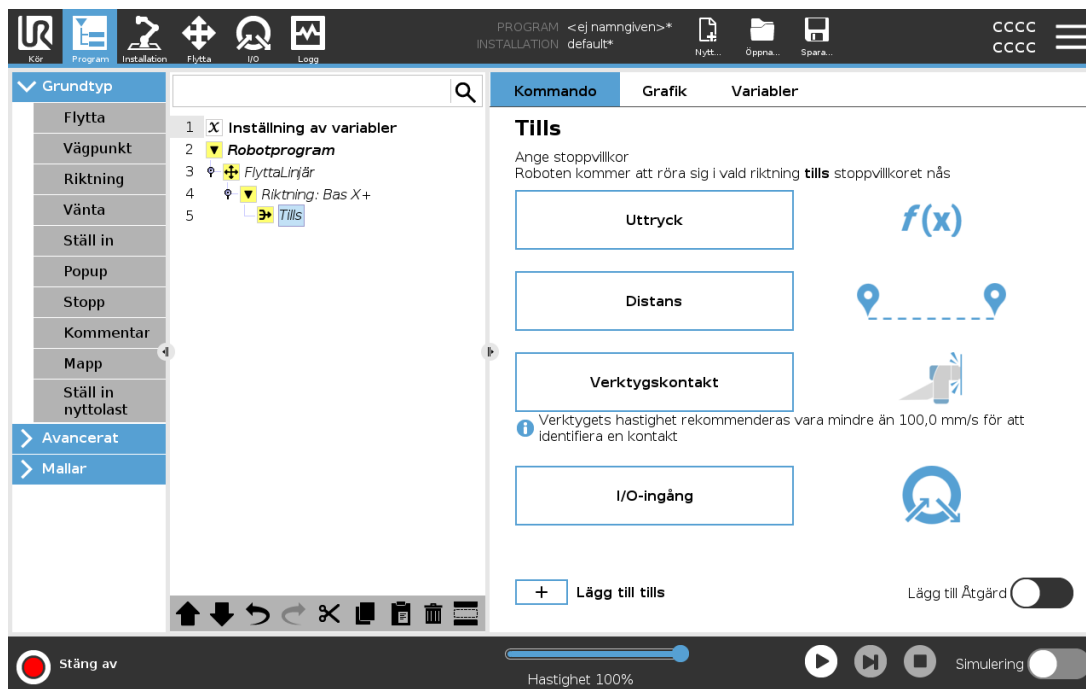 UR
PROGRAM <ej namngiven>*
INSTALLATION default*
CCCC
CCCC
Kör Program Installation Flytta I/O Logg Nytt... Öppna... Spara...
Grundtyp
Flytta
Vägpunkt
Riktning
Vänta
Ställ in
Popup
Stopp
Kommentar
Mapp
Ställ in
nyttolast
Avancerat
Mallar
1 X Inställning av variabler
2 Robotprogram
3 FlyttaLinjär
4 Riktning: Bas X+
5 Tills
Kommando Grafik Variabler
Tills
Ange stoppvillkor
Roboten kommer att röra sig i vald riktning tills stoppvillkoret nås
Uttryck f(x)
Distans
Verktygskontakt
Verktygets hastighet rekommenderas vara mindre än 100,0 mm/s för att
identifiera en kontakt
I/O-ingång
+ Lägg till tills
Lägg till Åtgärd
Stäng av
Hastighet 100%
Simulering